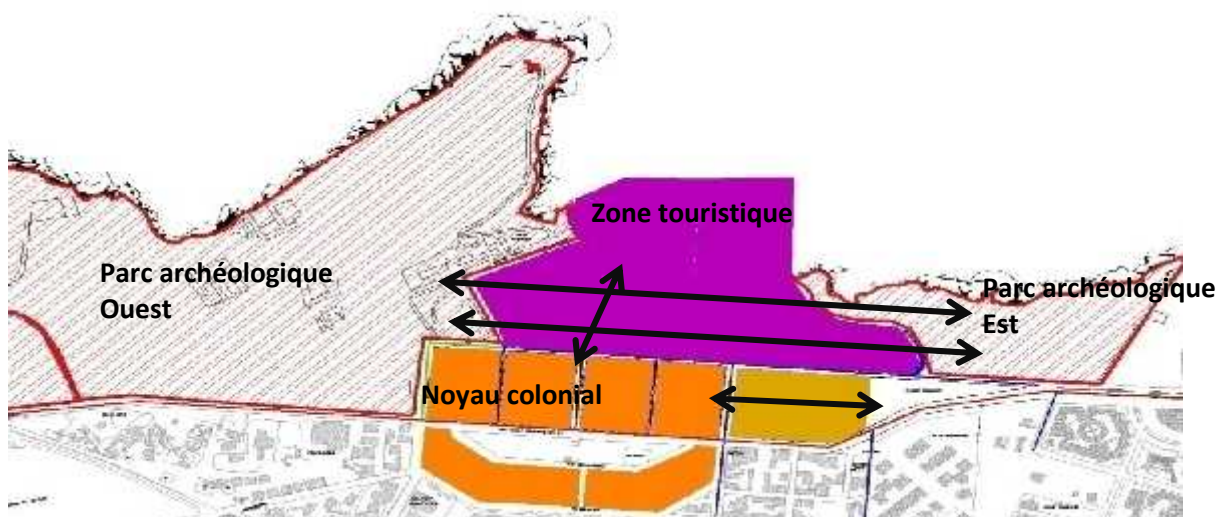 Zone touristique
Parc archéologique
Ouest
Parc archéologique
Est
Noyau colonial